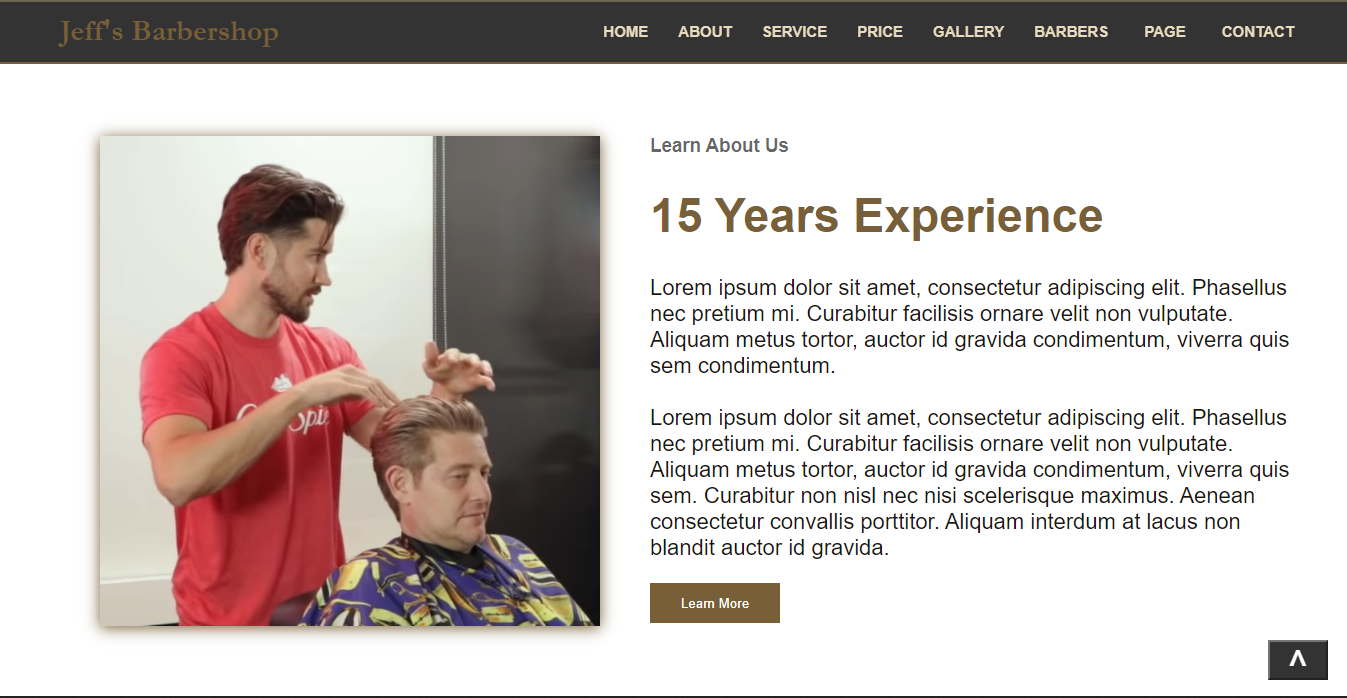 Jeff's Barbershop
HOME ABOUT SERVICE PRICE GALLERY BARBERS PAGE CONTACT
Learn About Us
15 Years Experience
Lorem ipsum dolor sit amet, consectetur adipiscing elit. Phasellus
nec pretium mi. Curabitur facilisis ornare velit non vulputate.
Aliquam metus tortor, auctor id gravida condimentum, viverra quis
sem condimentum.
Lorem ipsum dolor sit amet, consectetur adipiscing elit. Phasellus
nec pretium mi. Curabitur facilisis ornare velit non vulputate.
Aliquam metus tortor, auctor id gravida condimentum, viverra quis
sem. Curabitur non nisl nec nisi scelerisque maximus. Aenean
consectetur convallis porttitor. Aliquam interdum at lacus non
blandit auctor id gravida.
Learn More